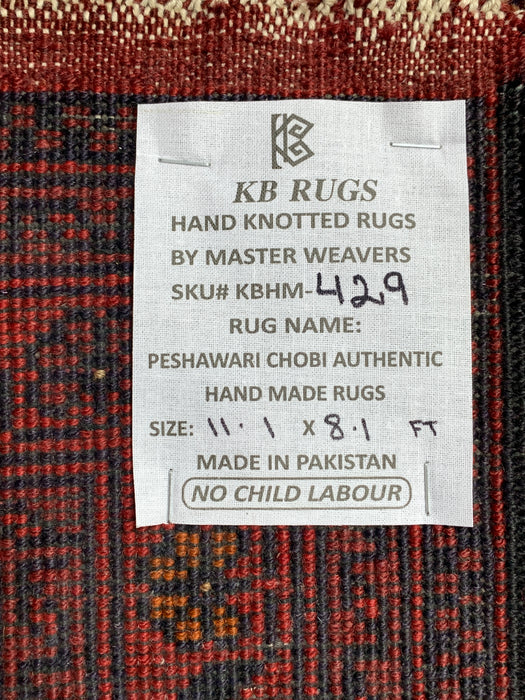 KB RUGS
HAND KNOTTED RUGS
BY MASTER WEAVERS
SKU# KBHM-429
RUG NAME:
PESHAWARI CHOBI AUTHENTIC
HAND MADE RUGS
SIZE: 11.1 X 8.1 FT
MADE IN PAKISTAN
NO CHILD LABOUR